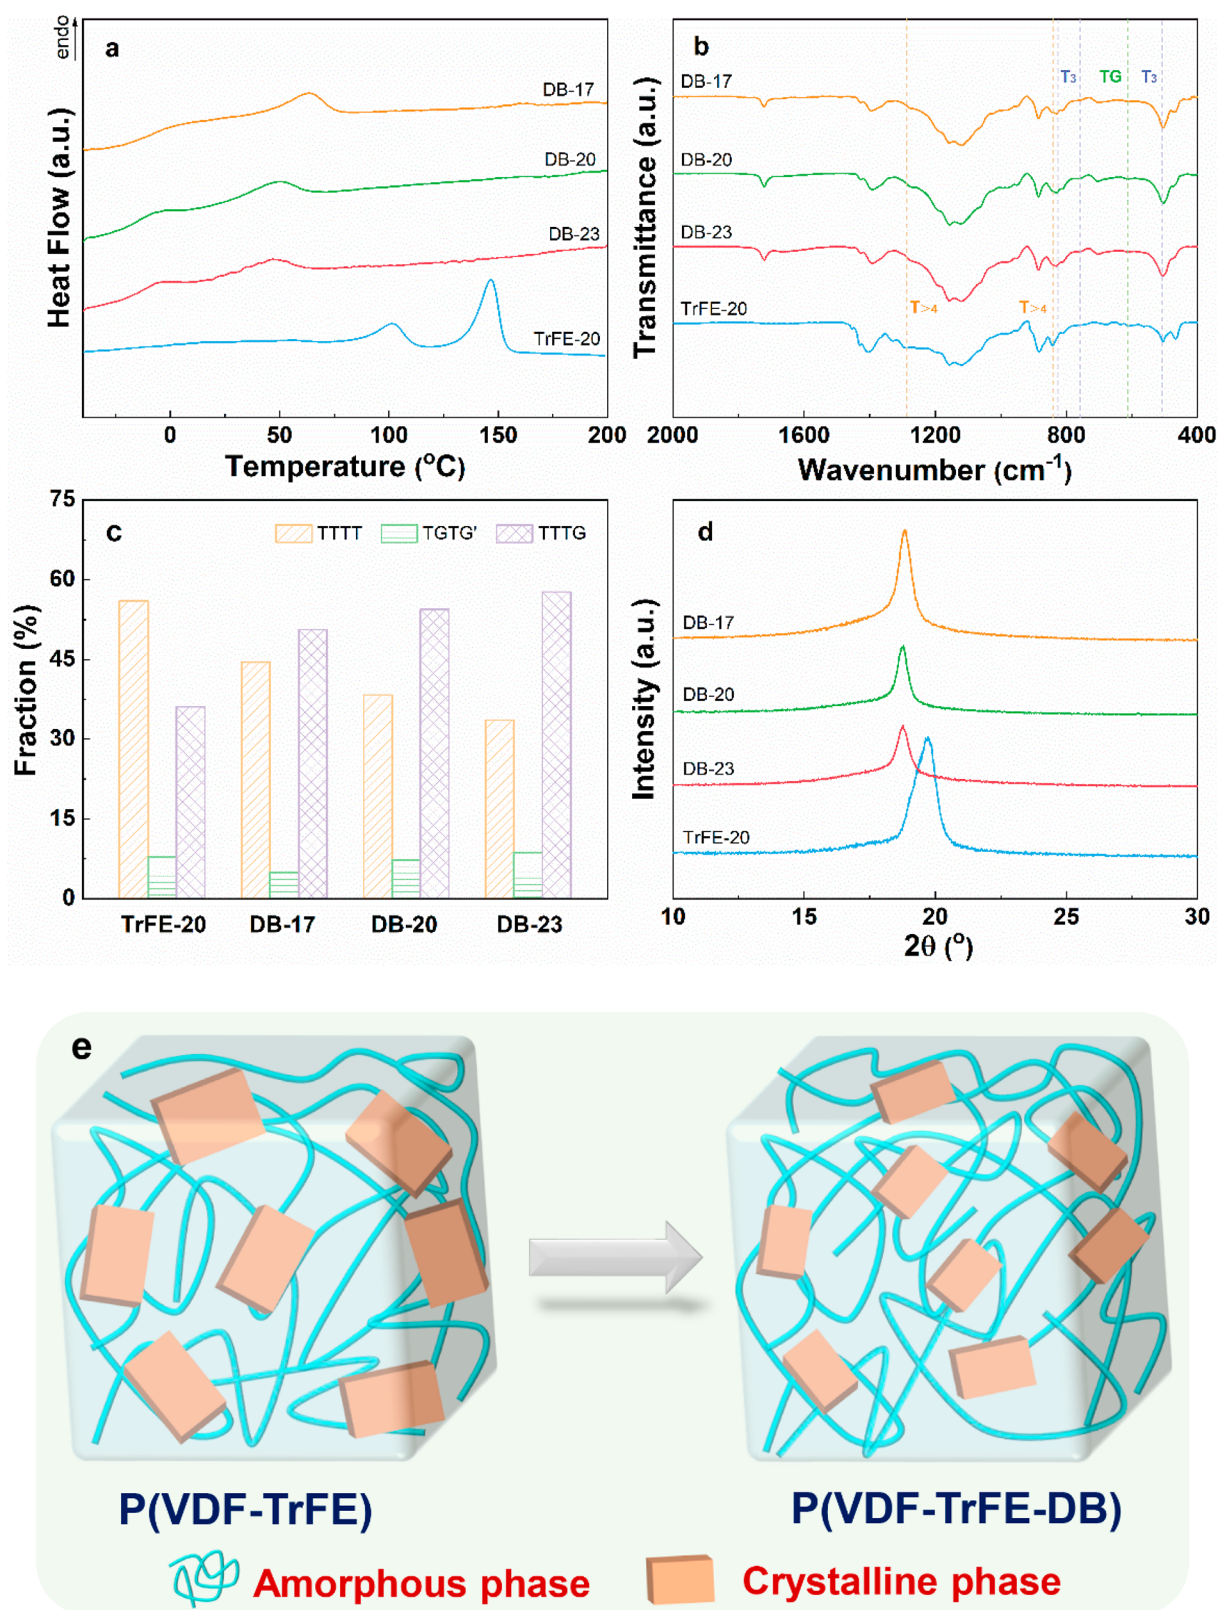 endo
a
DB-17
DB-20
DB-23
TrFE-20
Heat Flow (a.u.)
0 50 100 150 200
Temperature (°C)
b
T₃ TG T₃
DB-17
DB-20
DB-23
T>4 T>4
TrFE-20
Transmittance (a.u.)
2000 1600 1200 800 400
Wavenumber (cm⁻¹)
c
TTTT TGTG' TTTG
75
60
45
30
15
0
Fraction (%)
TrFE-20 DB-17 DB-20 DB-23
d
DB-17
DB-20
DB-23
TrFE-20
Intensity (a.u.)
10 15 20 25 30
2θ (°)
e
P(VDF-TrFE) P(VDF-TrFE-DB)
Amorphous phase Crystalline phase